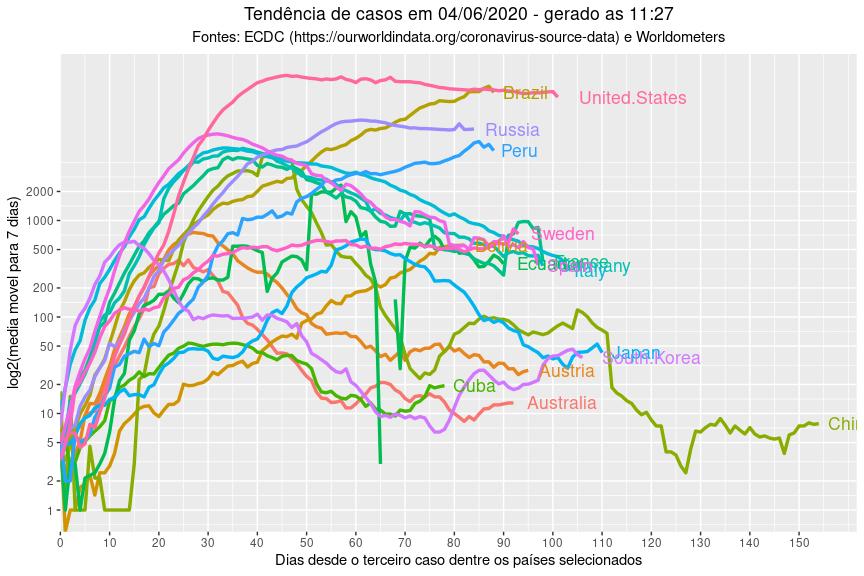 Tendência de casos em 04/06/2020 - gerado as 11:27
Fontes: ECDC (https://ourworldindata.org/coronavirus-source-data) e Worldometers
log2(media movel para 7 dias)
2000
1000
500
200
100
50
20
10
5
2
1
Brazil
United.States
Russia
Peru
Sweden
Ecuador
France
Germany
Italy
Japan
South.Korea
Austria
Cuba
Australia
Chin
0 10 20 30 40 50 60 70 80 90 100 110 120 130 140 150
Dias desde o terceiro caso dentre os países selecionados